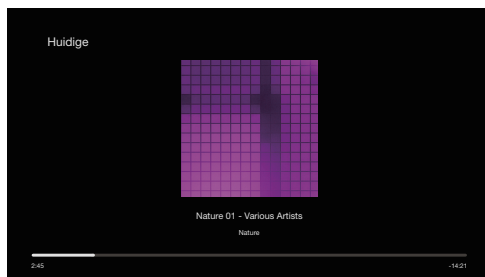 Huidige
Nature 01 - Various Artists
Nature
2:45
-14:21